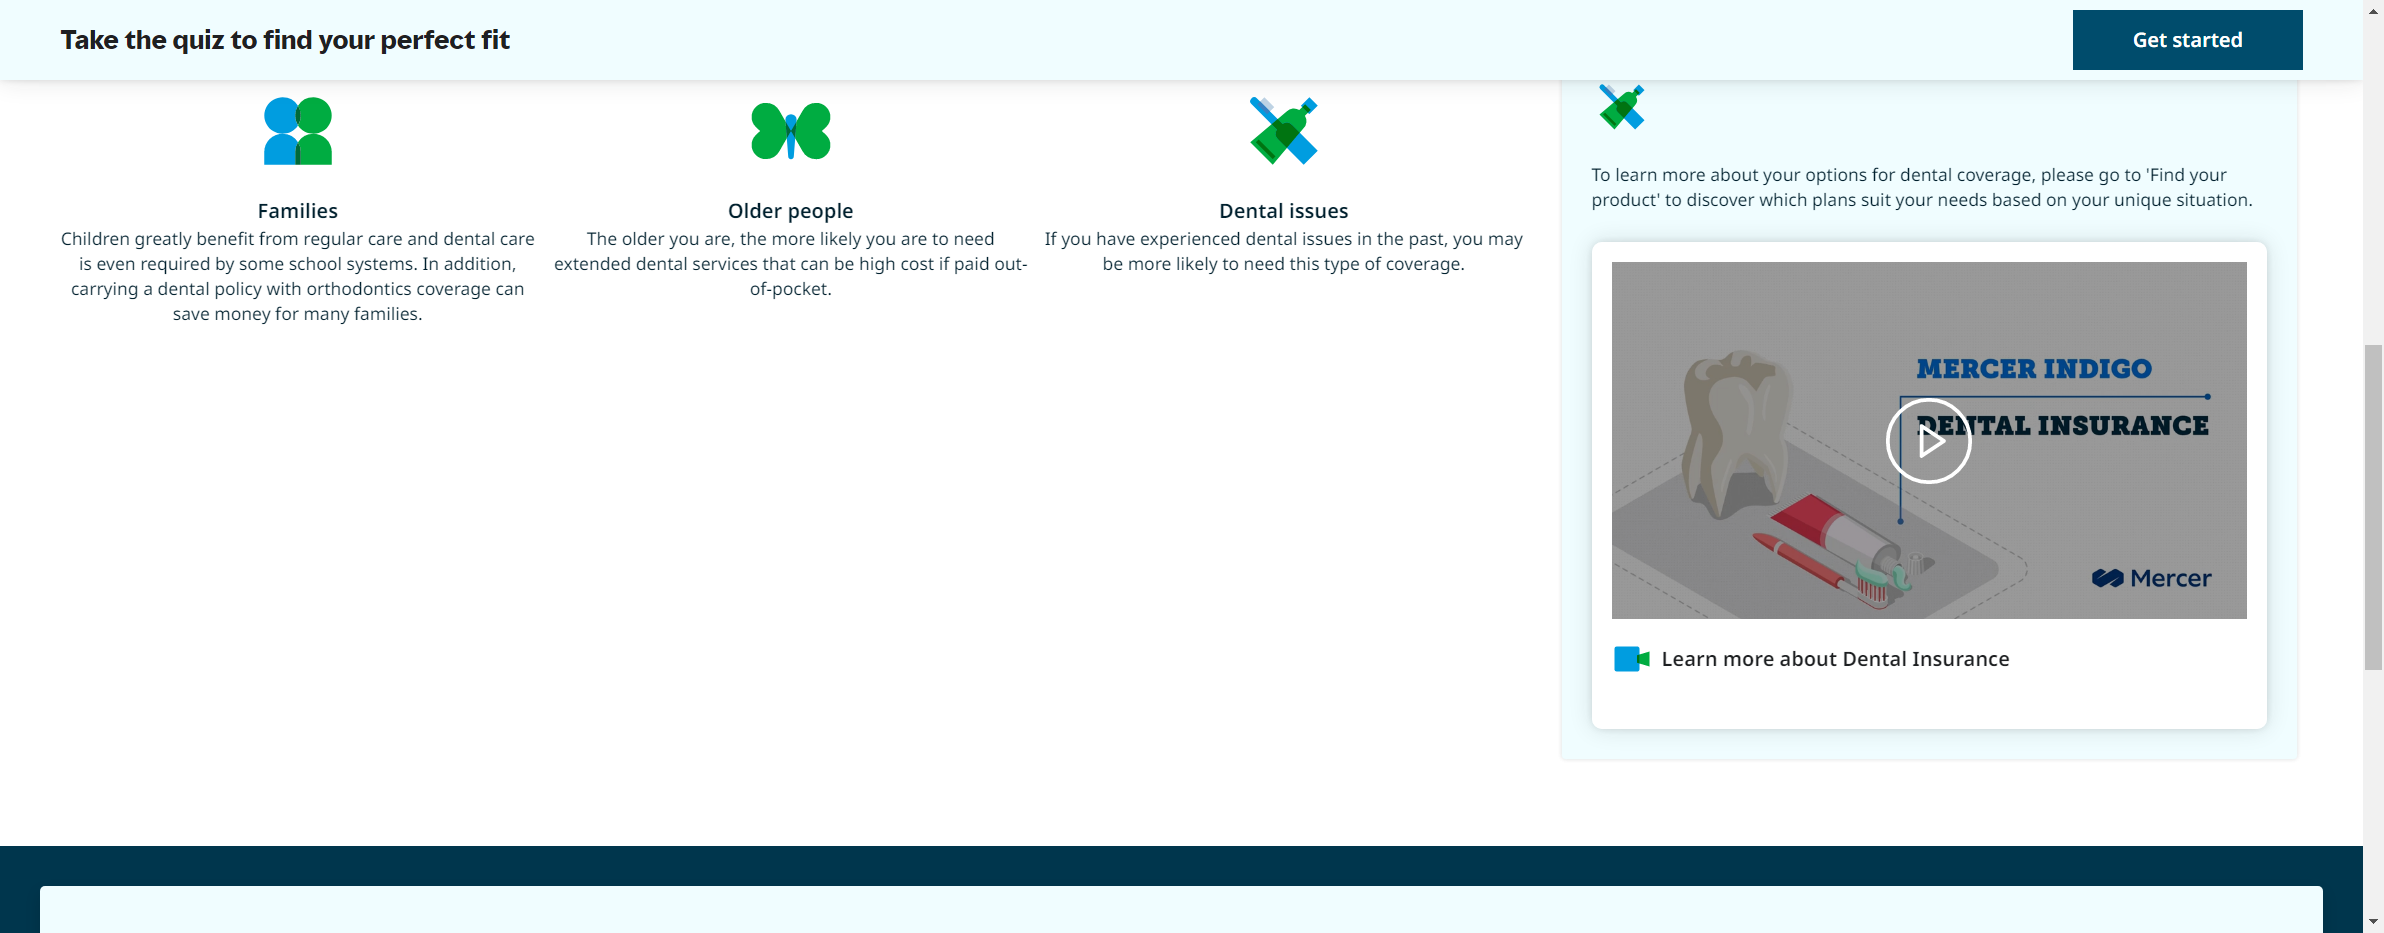 Take the quiz to find your perfect fit
Get started
Families
Children greatly benefit from regular care and dental care
is even required by some school systems. In addition,
carrying a dental policy with orthodontics coverage can
save money for many families.
Older people
The older you are, the more likely you are to need
extended dental services that can be high cost if paid out-
of-pocket.
Dental issues
If you have experienced dental issues in the past, you may
be more likely to need this type of coverage.
To learn more about your options for dental coverage, please go to 'Find your
product' to discover which plans suit your needs based on your unique situation.
MERCER INDIGO
DENTAL INSURANCE
Mercer
Learn more about Dental Insurance